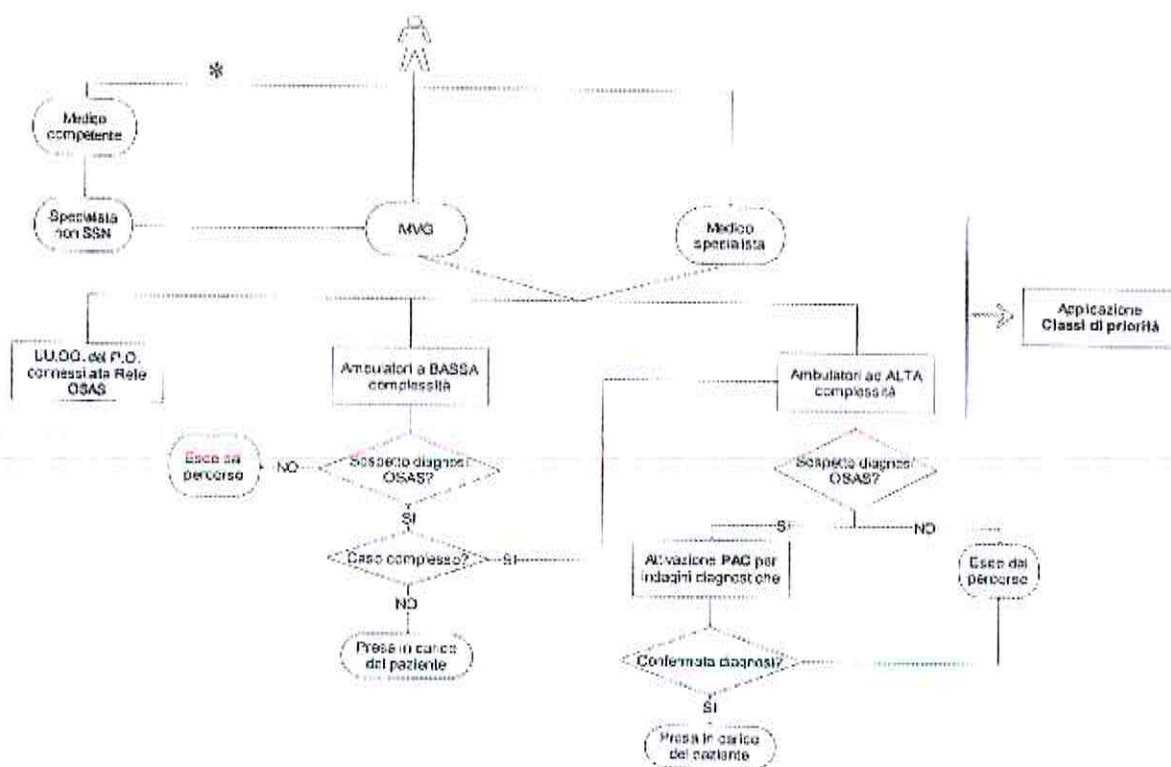 *
Medico
competente
Specialista
non SSN
MVG
Medico
specialista
Applicazione
Classi di priorità
UU.OO. del P.O.
connessi alla Rete
OSAS
Ambulatori a BASSA
complessità
Ambulatori ad ALTA
complessità
Esce dal
percorso
NO
Sospetto diagnosi
OSAS?
Sospetto diagnosi
OSAS?
SI
SI
NO
Caso complesso?
SI
Attivazione PAC per
indagini diagnostiche
Esce dal
percorso
NO
Presa in carico
del paziente
Confermata diagnosi?
SI
Presa in carico
del paziente